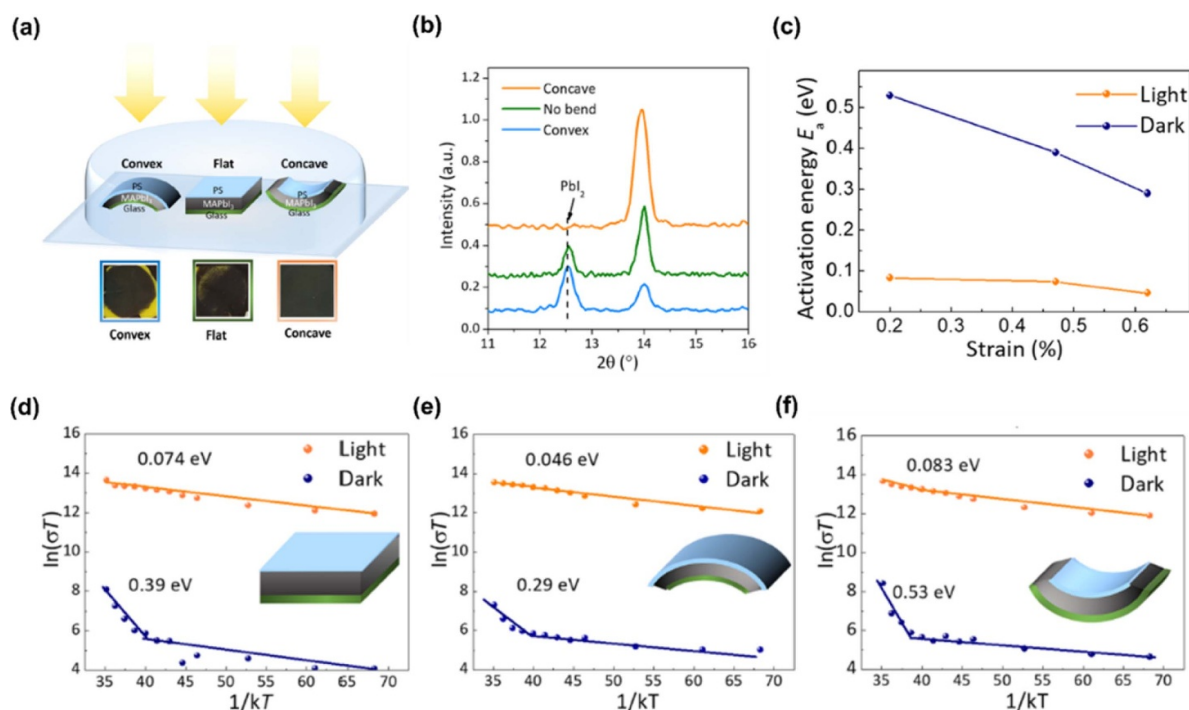 (a)
Convex
Flat
Concave
PS
MAPbI3
Glass
PS
MAPbI3
Glass
PS
MAPbI3
Glass
Convex
Flat
Concave
(b)
Intensity (a.u.)
1.2
1.0
0.8
0.6
0.4
0.2
0.0
Concave
No bend
Convex
PbI2
11 12 13 14 15 16
2θ (°)
(c)
Activation energy Ea (eV)
0.5
0.4
0.3
0.2
0.1
0.0
Light
Dark
0.2 0.3 0.4 0.5 0.6
Strain (%)
(d)
ln(σT)
16
14
12
10
8
6
4
Light
Dark
0.074 eV
0.39 eV
35 40 45 50 55 60 65 70
1/kT
(e)
ln(σT)
16
14
12
10
8
6
4
Light
Dark
0.046 eV
0.29 eV
35 40 45 50 55 60 65 70
1/kT
(f)
ln(σT)
16
14
12
10
8
6
4
Light
Dark
0.083 eV
0.53 eV
35 40 45 50 55 60 65 70
1/kT